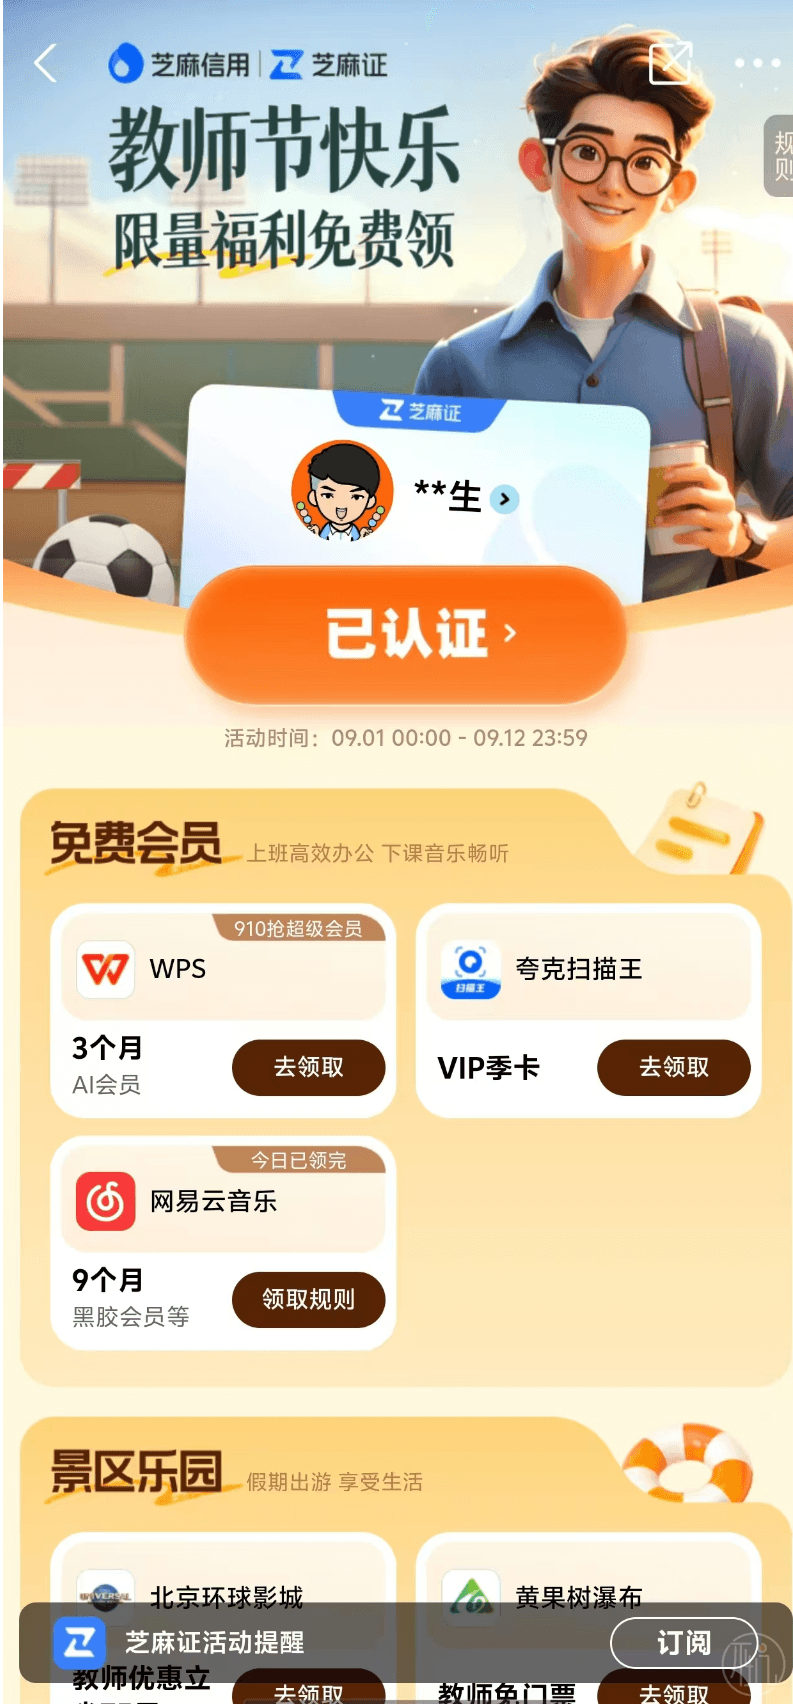 芝麻信用 | 芝麻证
教师节快乐
限量福利免费领
规则
芝麻证
**生
已认证
活动时间：09.01 00:00 - 09.12 23:59
免费会员
上班高效办公 下课音乐畅听
910抢超级会员
WPS
3个月
AI会员
去领取
扫描王
夸克扫描王
VIP季卡
去领取
今日已领完
网易云音乐
9个月
黑胶会员等
领取规则
景区乐园
假期出游 享受生活
UNIVERSAL
北京环球影城
黄果树瀑布
芝麻证活动提醒
订阅
教师优惠立
去领取
教师免门票
去领取